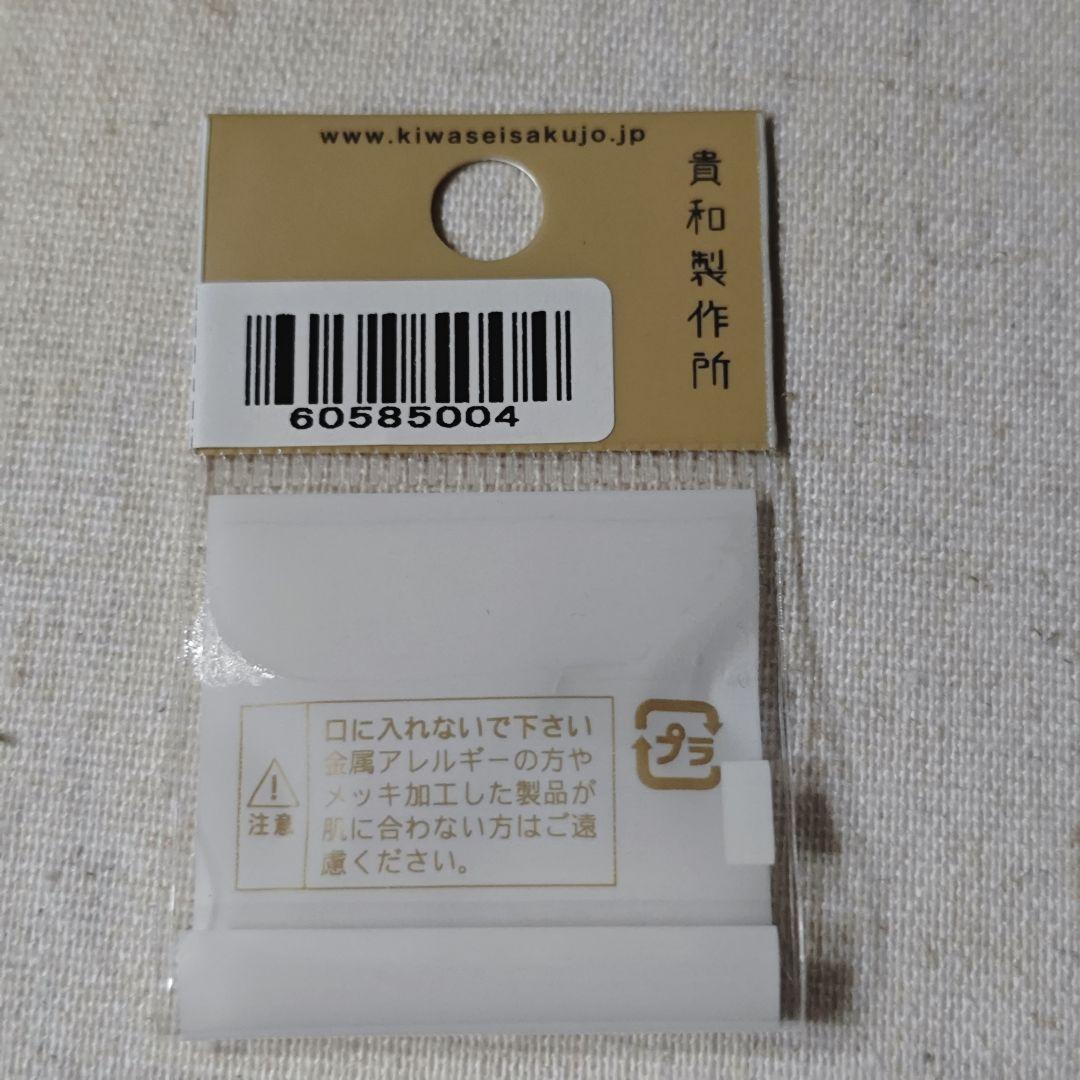 www.kiwaseisakujo.jp
貴和製作所
60585004
注意
口に入れないで下さい
金属アレルギーの方や
メッキ加工した製品が
肌に合わない方はご遠
慮ください。
プラ